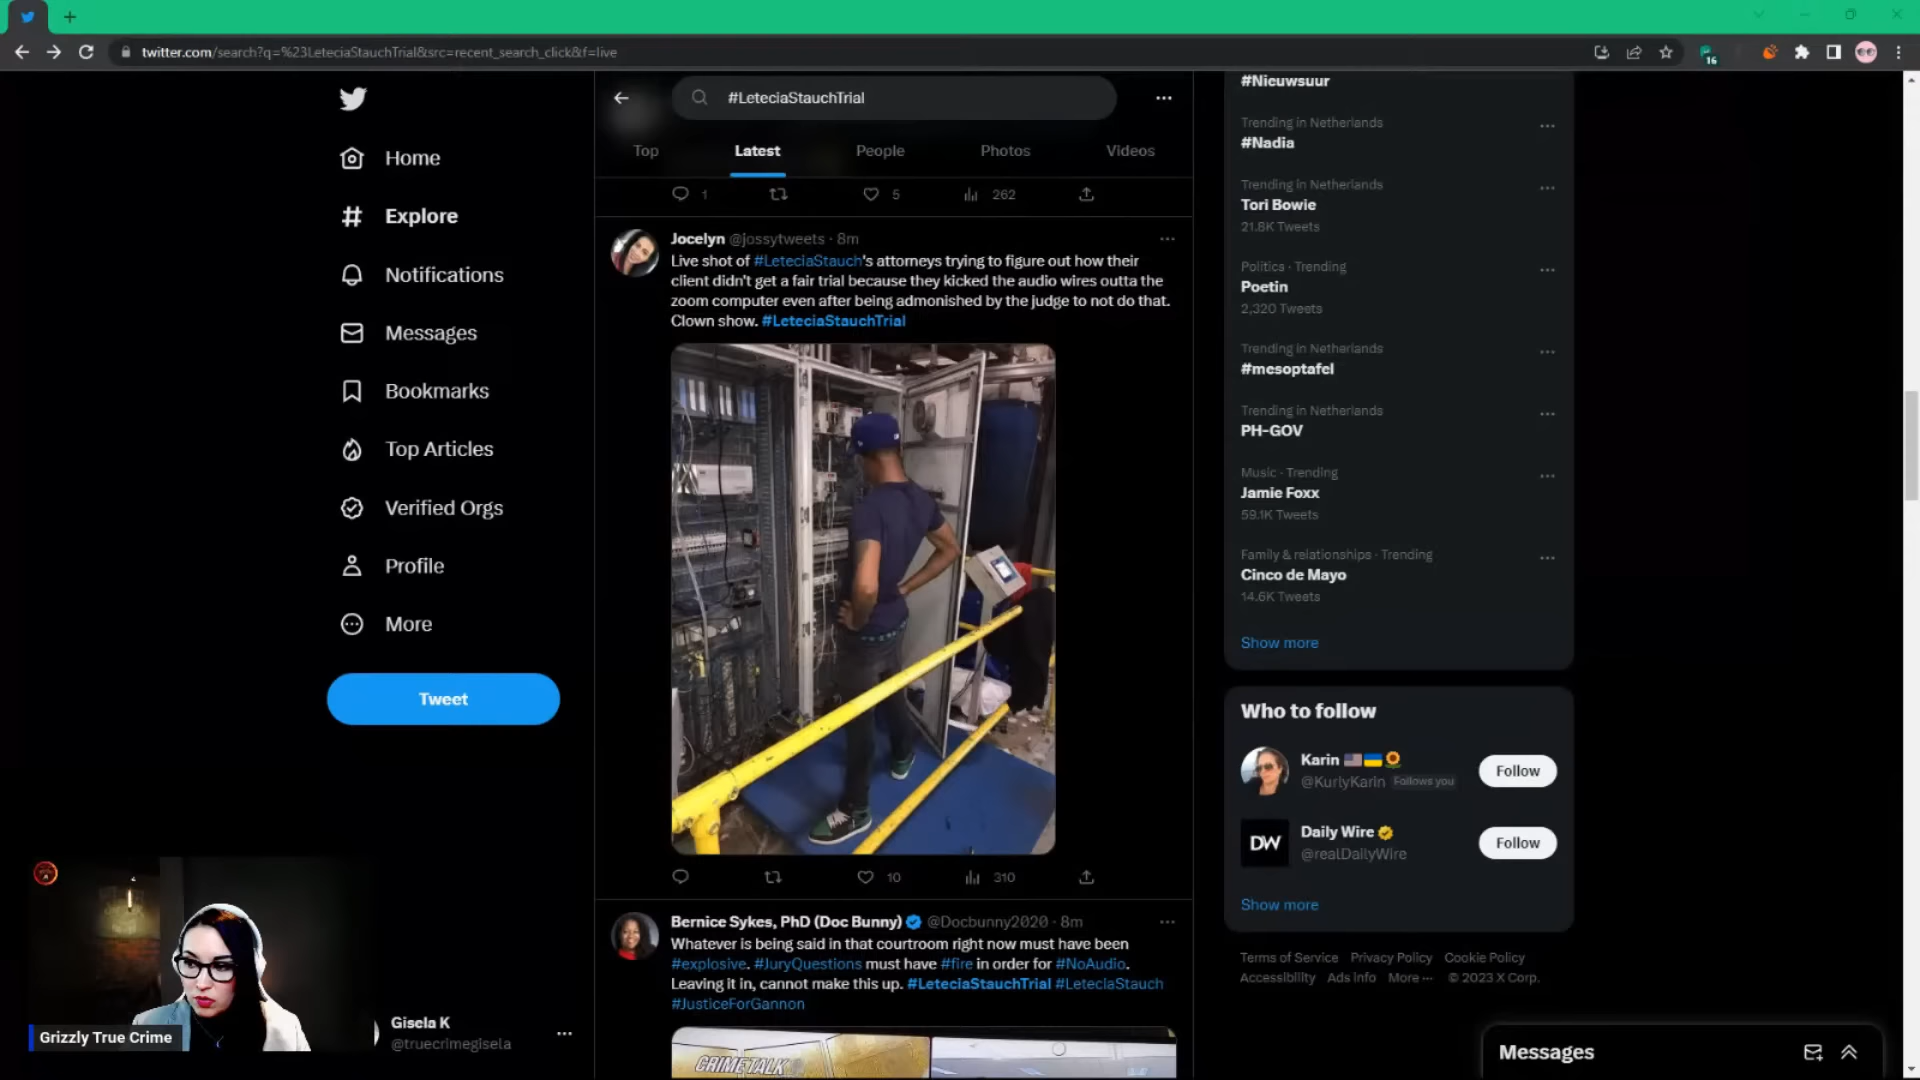 twitter.com/search?q=%23LeteciaStauchTrial&src=recent_search_click&f=live
16
Home
Explore
Notifications
Messages
Bookmarks
Top Articles
Verified Orgs
Profile
More
Tweet
Gisela K
@truecrimegisela
Grizzly True Crime
#LeteciaStauchTrial
Top
Latest
People
Photos
Videos
1
5
262
Jocelyn @jossytweets · 8m
Live shot of #LeteciaStauch's attorneys trying to figure out how their
client didn't get a fair trial because they kicked the audio wires outta the
zoom computer even after being admonished by the judge to not do that.
Clown show. #LeteciaStauchTrial
10
310
Bernice Sykes, PhD (Doc Bunny) @Docbunny2020 · 8m
Whatever is being said in that courtroom right now must have been
#explosive. #JuryQuestions must have #fire in order for #NoAudio.
Leaving it in, cannot make this up. #LeteciaStauchTrial #LeteciaStauch
#JusticeForGannon
CRIME TALK
#Nieuwsuur
Trending in Netherlands
#Nadia
Trending in Netherlands
Tori Bowie
21.8K Tweets
Politics · Trending
Poetin
2,320 Tweets
Trending in Netherlands
#mesoptafel
Trending in Netherlands
PH-GOV
Music · Trending
Jamie Foxx
59.1K Tweets
Family & relationships · Trending
Cinco de Mayo
14.6K Tweets
Show more
Who to follow
Karin
@KurlyKarin Follows you
Follow
DW
Daily Wire
@realDailyWire
Follow
Show more
Terms of Service Privacy Policy Cookie Policy
Accessibility Ads info More ··· © 2023 X Corp.
Messages